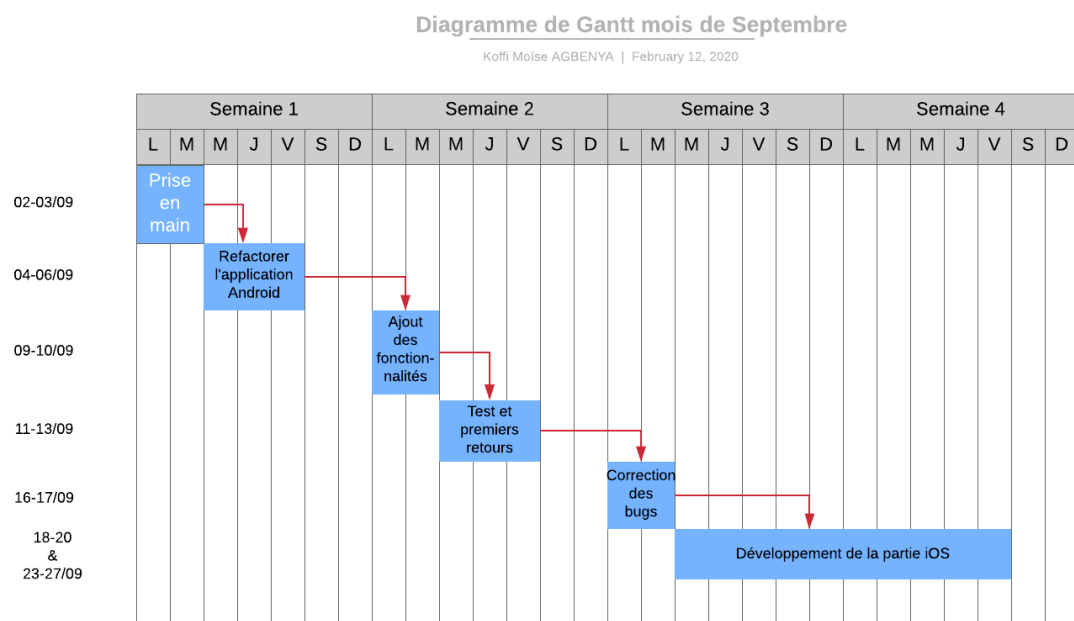 Diagramme de Gantt mois de Septembre
Koffi Moïse AGBENYA | February 12, 2020
Semaine 1 Semaine 2 Semaine 3 Semaine 4
L M M J V S D L M M J V S D L M M J V S D L M M J V S D
02-03/09
Prise
en
main
04-06/09
Refactorer
l'application
Android
09-10/09
Ajout
des
fonction-
nalités
11-13/09
Test et
premiers
retours
16-17/09
Correction
des
bugs
18-20
&
23-27/09
Développement de la partie iOS